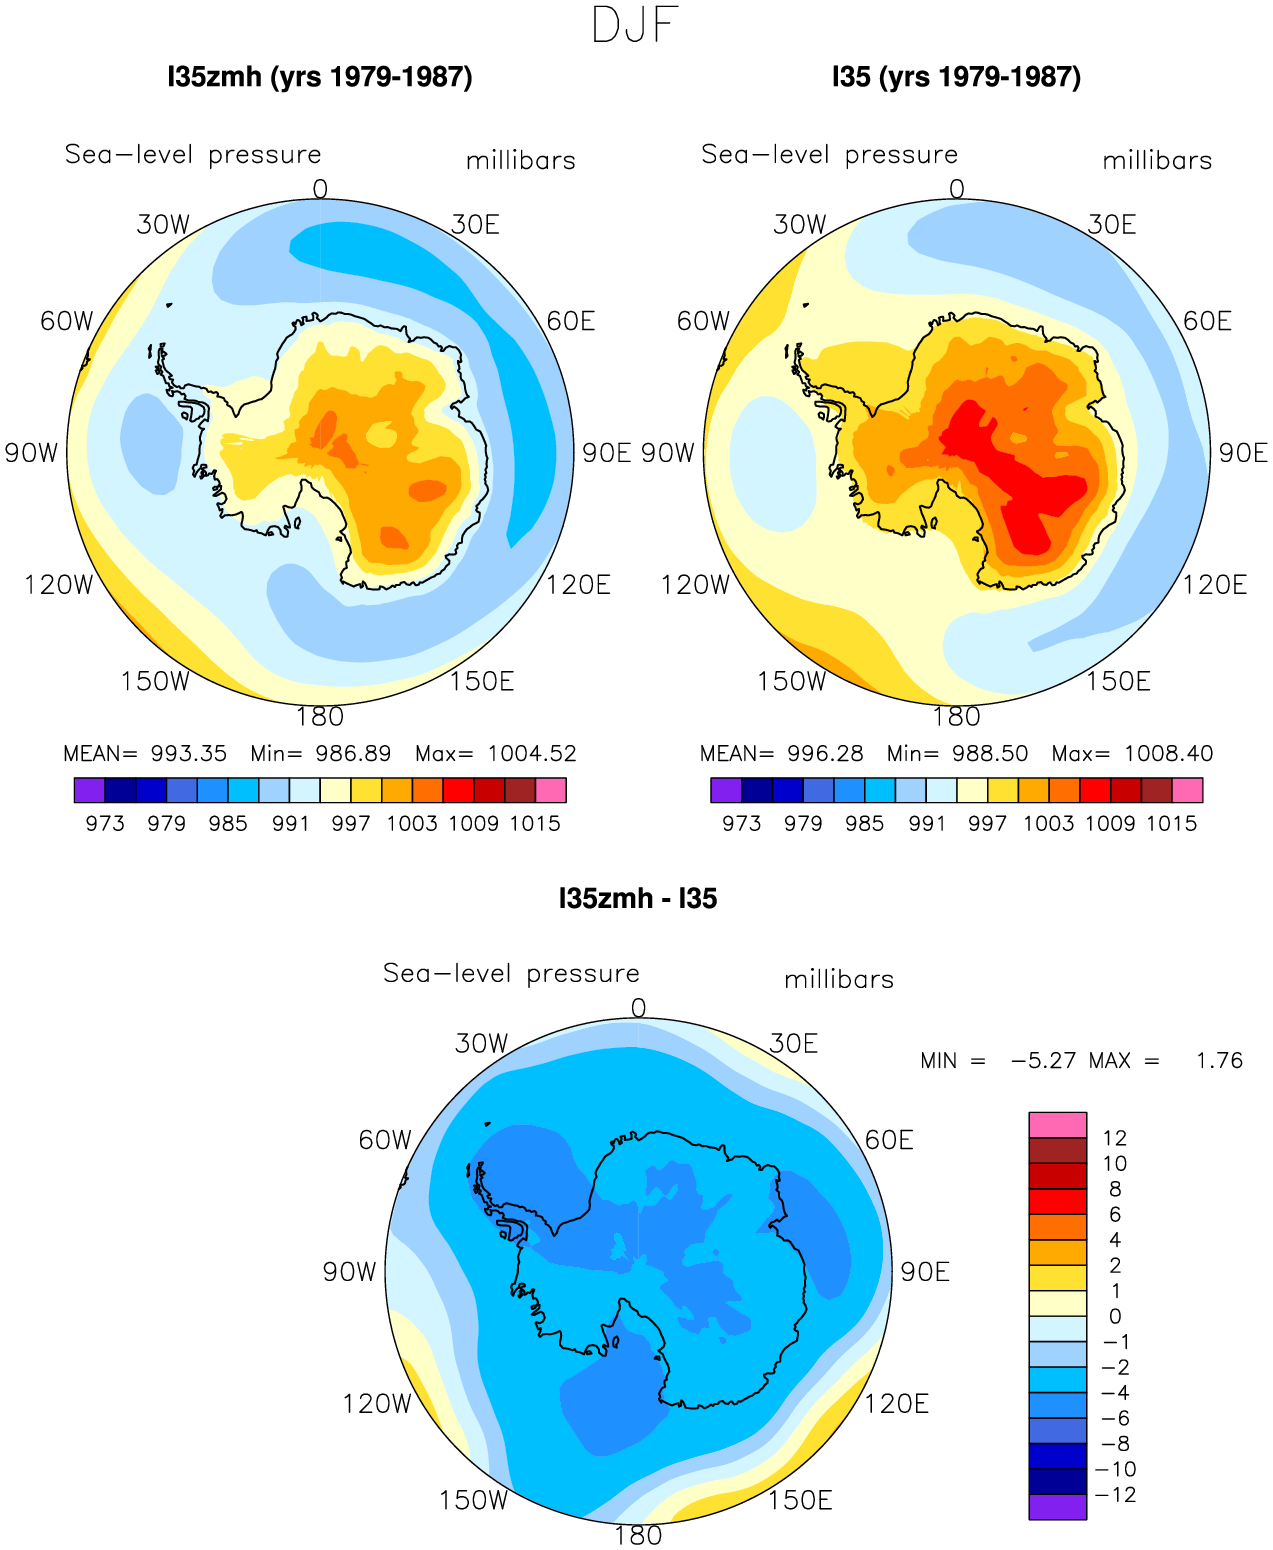 DJF
I35zmh (yrs 1979-1987)
I35 (yrs 1979-1987)
Sea-level pressure millibars
Sea-level pressure millibars
0
30W 30E
60W 60E
90W 90E
120W 120E
150W 150E
180
0
30W 30E
60W 60E
90W 90E
120W 120E
150W 150E
180
MEAN= 993.35 Min= 986.89 Max= 1004.52
973 979 985 991 997 1003 1009 1015
MEAN= 996.28 Min= 988.50 Max= 1008.40
973 979 985 991 997 1003 1009 1015
I35zmh - I35
Sea-level pressure millibars
0
30W 30E
60W 60E
90W 90E
120W 120E
150W 150E
180
MIN = -5.27 MAX = 1.76
12
10
8
6
4
2
1
0
-1
-2
-4
-6
-8
-10
-12